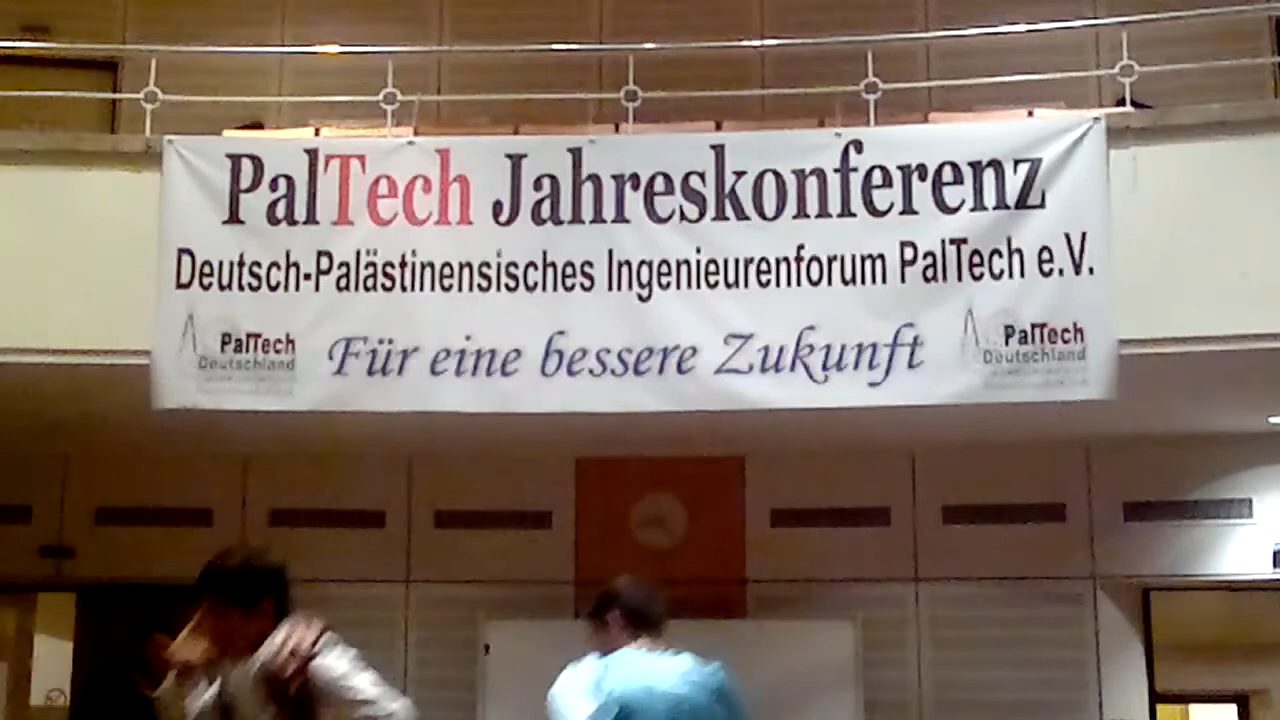 PalTech Jahreskonferenz
Deutsch-Palästinensisches Ingenieurenforum PalTech e.V.
Für eine bessere Zukunft
PalTech
Deutschland
PalTech
Deutschland